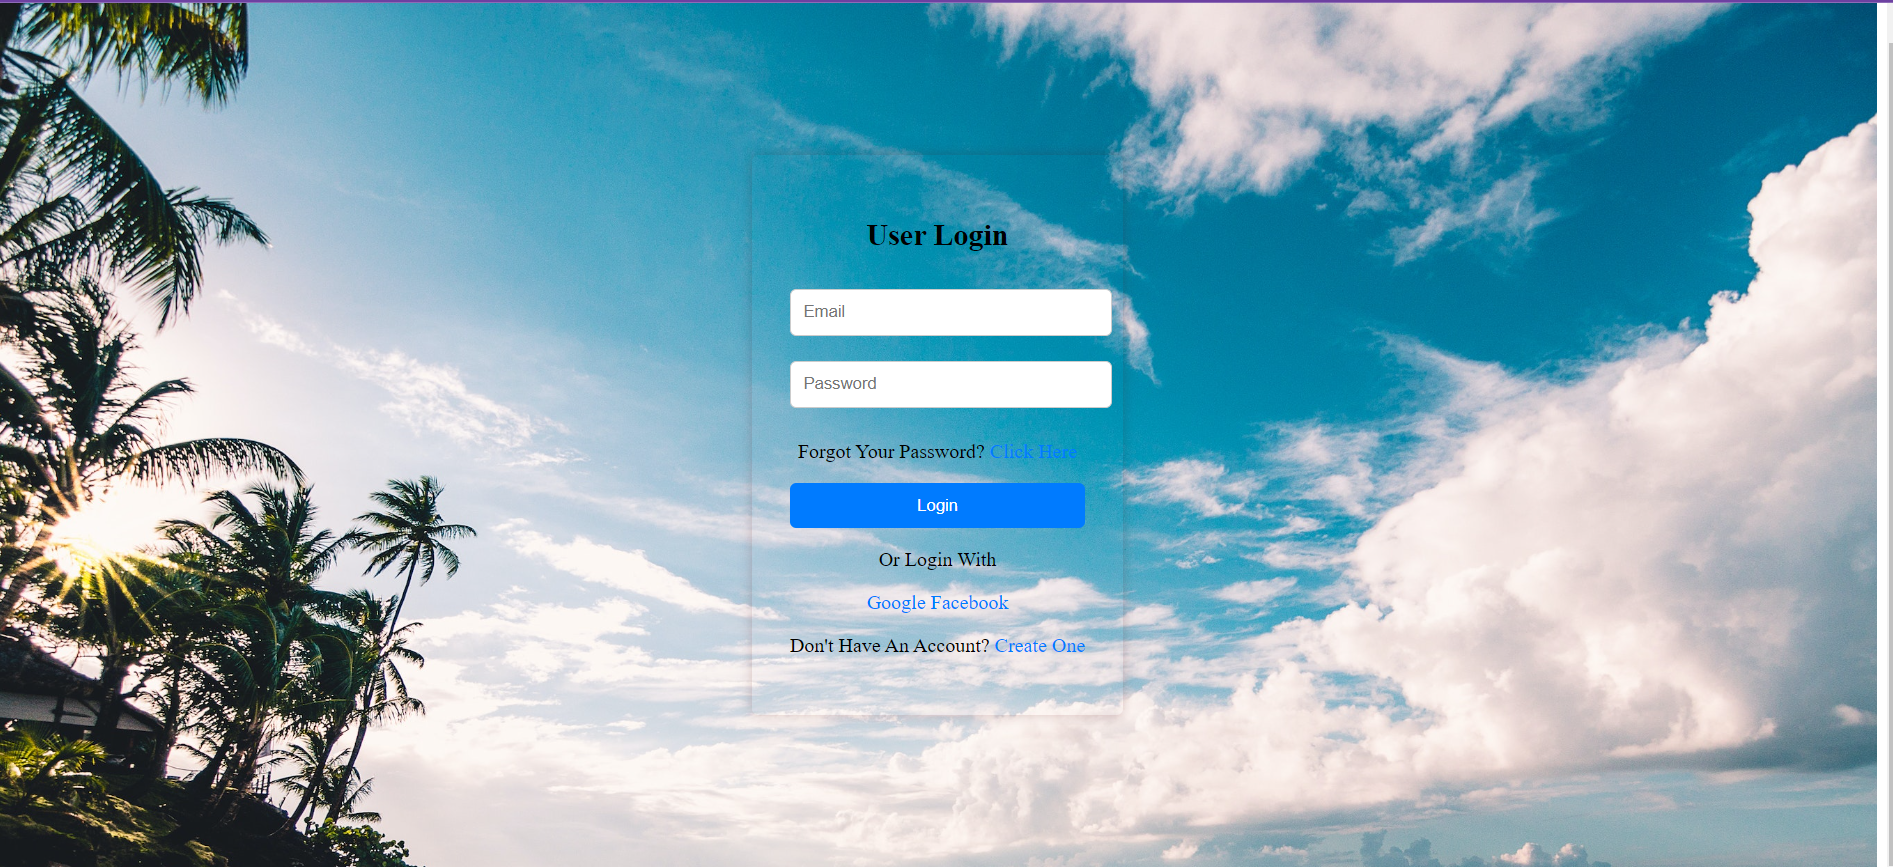 User Login
Email
Password
Forgot Your Password? Click Here
Login
Or Login With
Google Facebook
Don't Have An Account? Create One